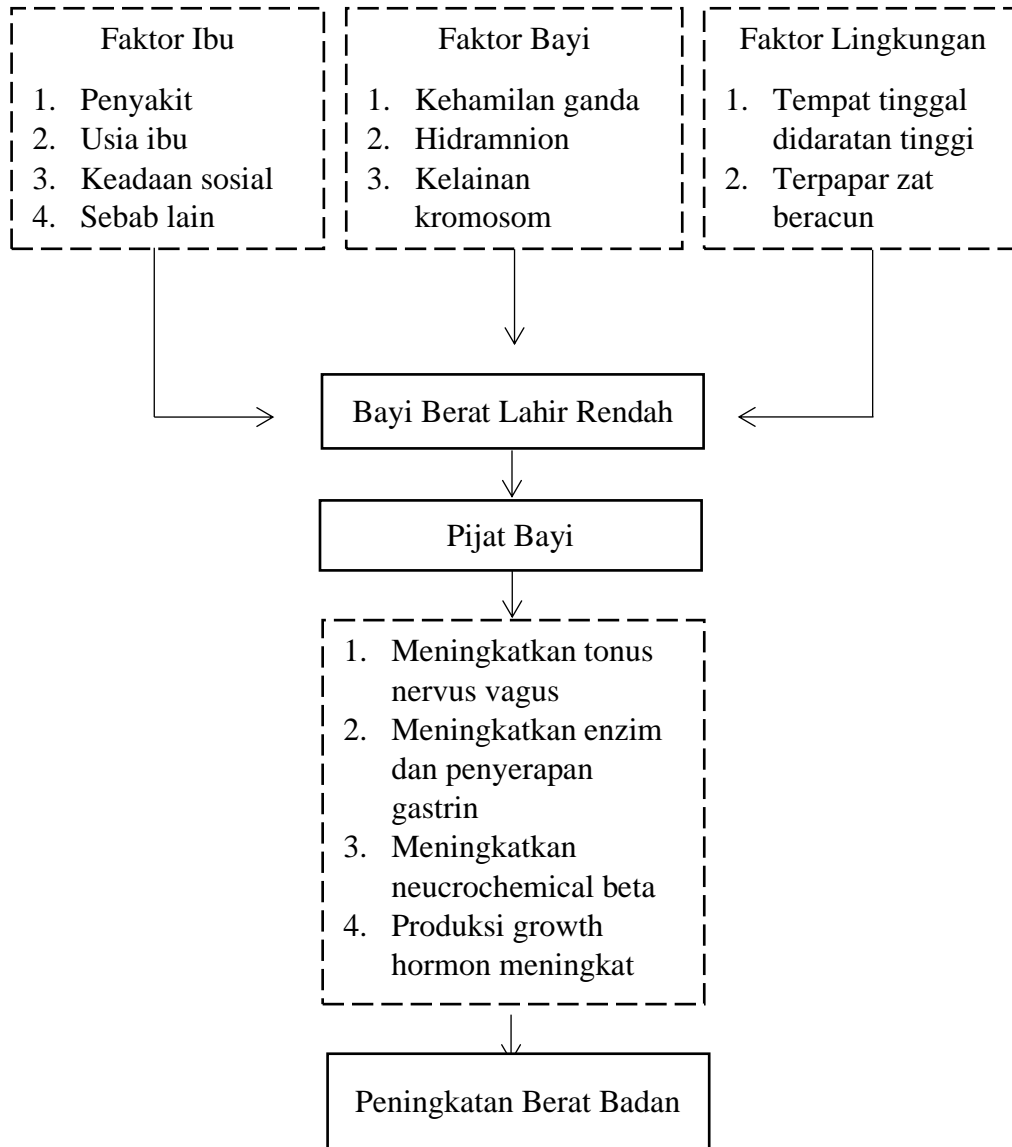 Faktor Ibu
1. Penyakit
2. Usia ibu
3. Keadaan sosial
4. Sebab lain
Faktor Bayi
1. Kehamilan ganda
2. Hidramnion
3. Kelainan
kromosom
Faktor Lingkungan
1. Tempat tinggal
didaratan tinggi
2. Terpapar zat
beracun
Bayi Berat Lahir Rendah
Pijat Bayi
1. Meningkatkan tonus
nervus vagus
2. Meningkatkan enzim
dan penyerapan
gastrin
3. Meningkatkan
neucrochemical beta
4. Produksi growth
hormon meningkat
Peningkatan Berat Badan